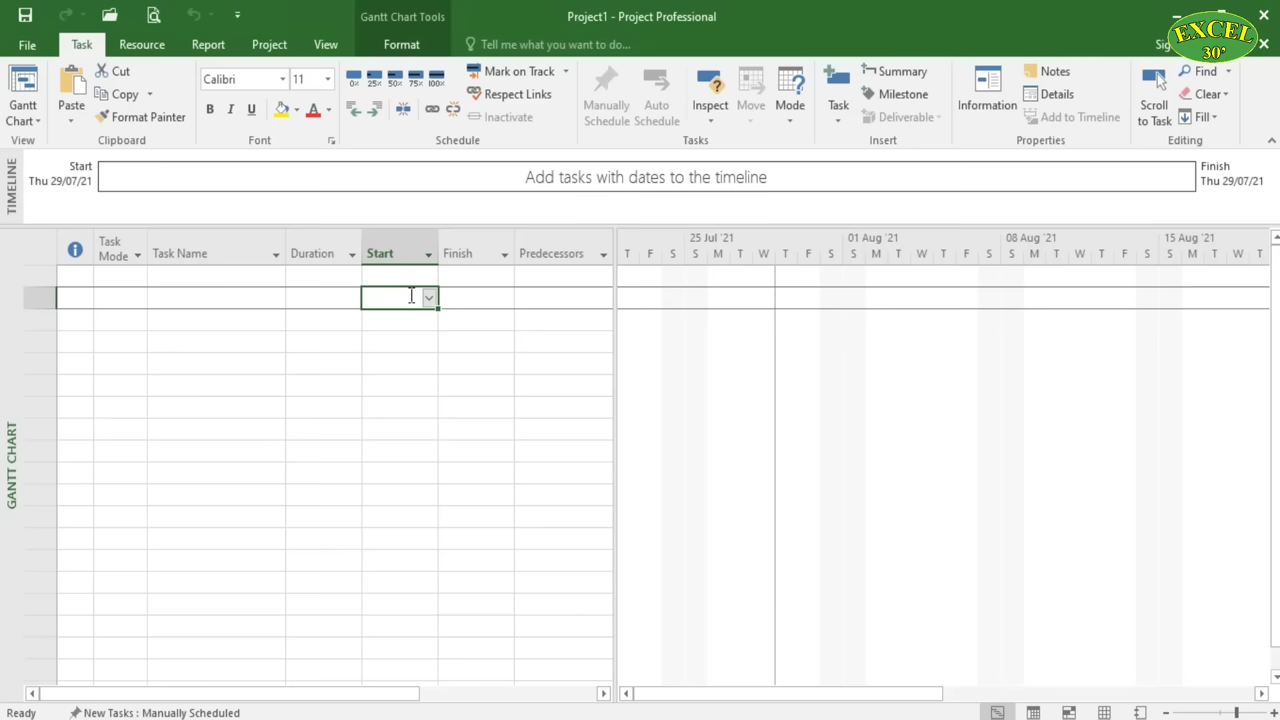 Gantt Chart Tools
Project1 - Project Professional
File
Task
Resource
Report
Project
View
Format
Tell me what you want to do...
EXCEL
30°
Gantt
Chart
View
Paste
Cut
Copy
Format Painter
Clipboard
Calibri
11
B I U A
Font
0% 25% 50% 75% 100%
Mark on Track
Respect Links
Inactivate
Schedule
Manually
Schedule
Auto
Schedule
Inspect
Move
Mode
Tasks
Task
Summary
Milestone
Deliverable
Insert
Information
Notes
Details
Add to Timeline
Properties
Scroll
to Task
Find
Clear
Fill
Editing
TIMELINE
Start
Thu 29/07/21
Add tasks with dates to the timeline
Finish
Thu 29/07/21
Task
Mode
Task Name
Duration
Start
Finish
Predecessors
25 Jul '21
01 Aug '21
08 Aug '21
15 Aug '21
T F S S M T W T F S S M T W T F S S M T W T F S S M T W T
GANTT CHART
Ready
New Tasks : Manually Scheduled